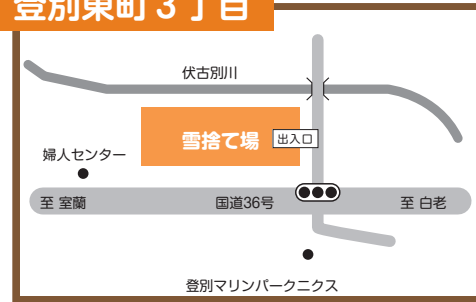 登別東町3丁目
伏古別川
雪捨て場
出入口
婦人センター
至 室蘭
国道36号
至 白老
登別マリンパークニクス